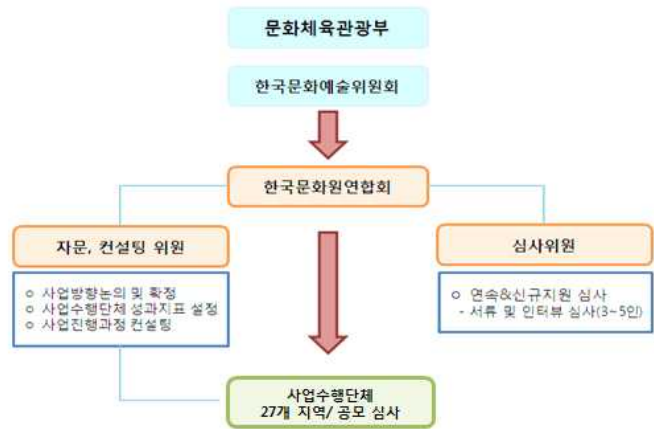 문화체육관광부
한국문화예술위원회
한국문화원연합회
자문, 컨설팅 위원
○ 사업방향논의 및 확정
○ 사업수행단체 성과지표 설정
○ 사업진행과정 컨설팅
심사위원
○ 연속&신규지원 심사
- 서류 및 인터뷰 심사(3~5인)
사업수행단체
27개 지역/ 공모 심사